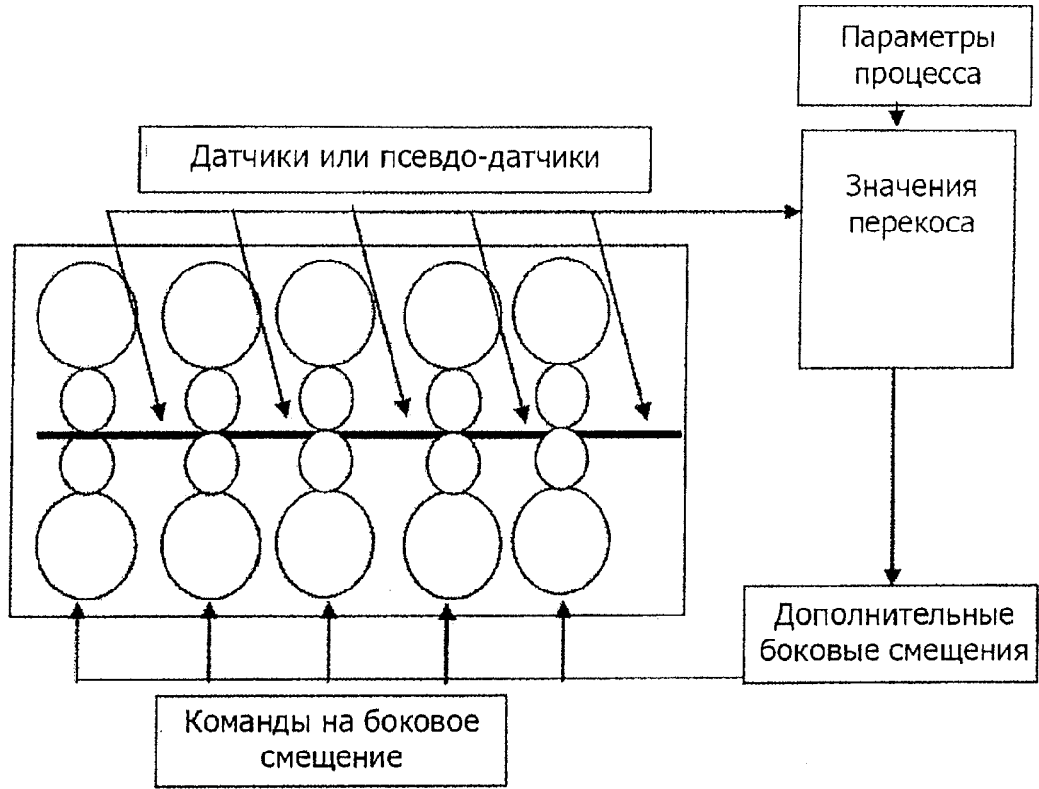 Параметры
процесса
Датчики или псевдо-датчики
Значения
перекоса
Дополнительные
боковые смещения
Команды на боковое
смещение